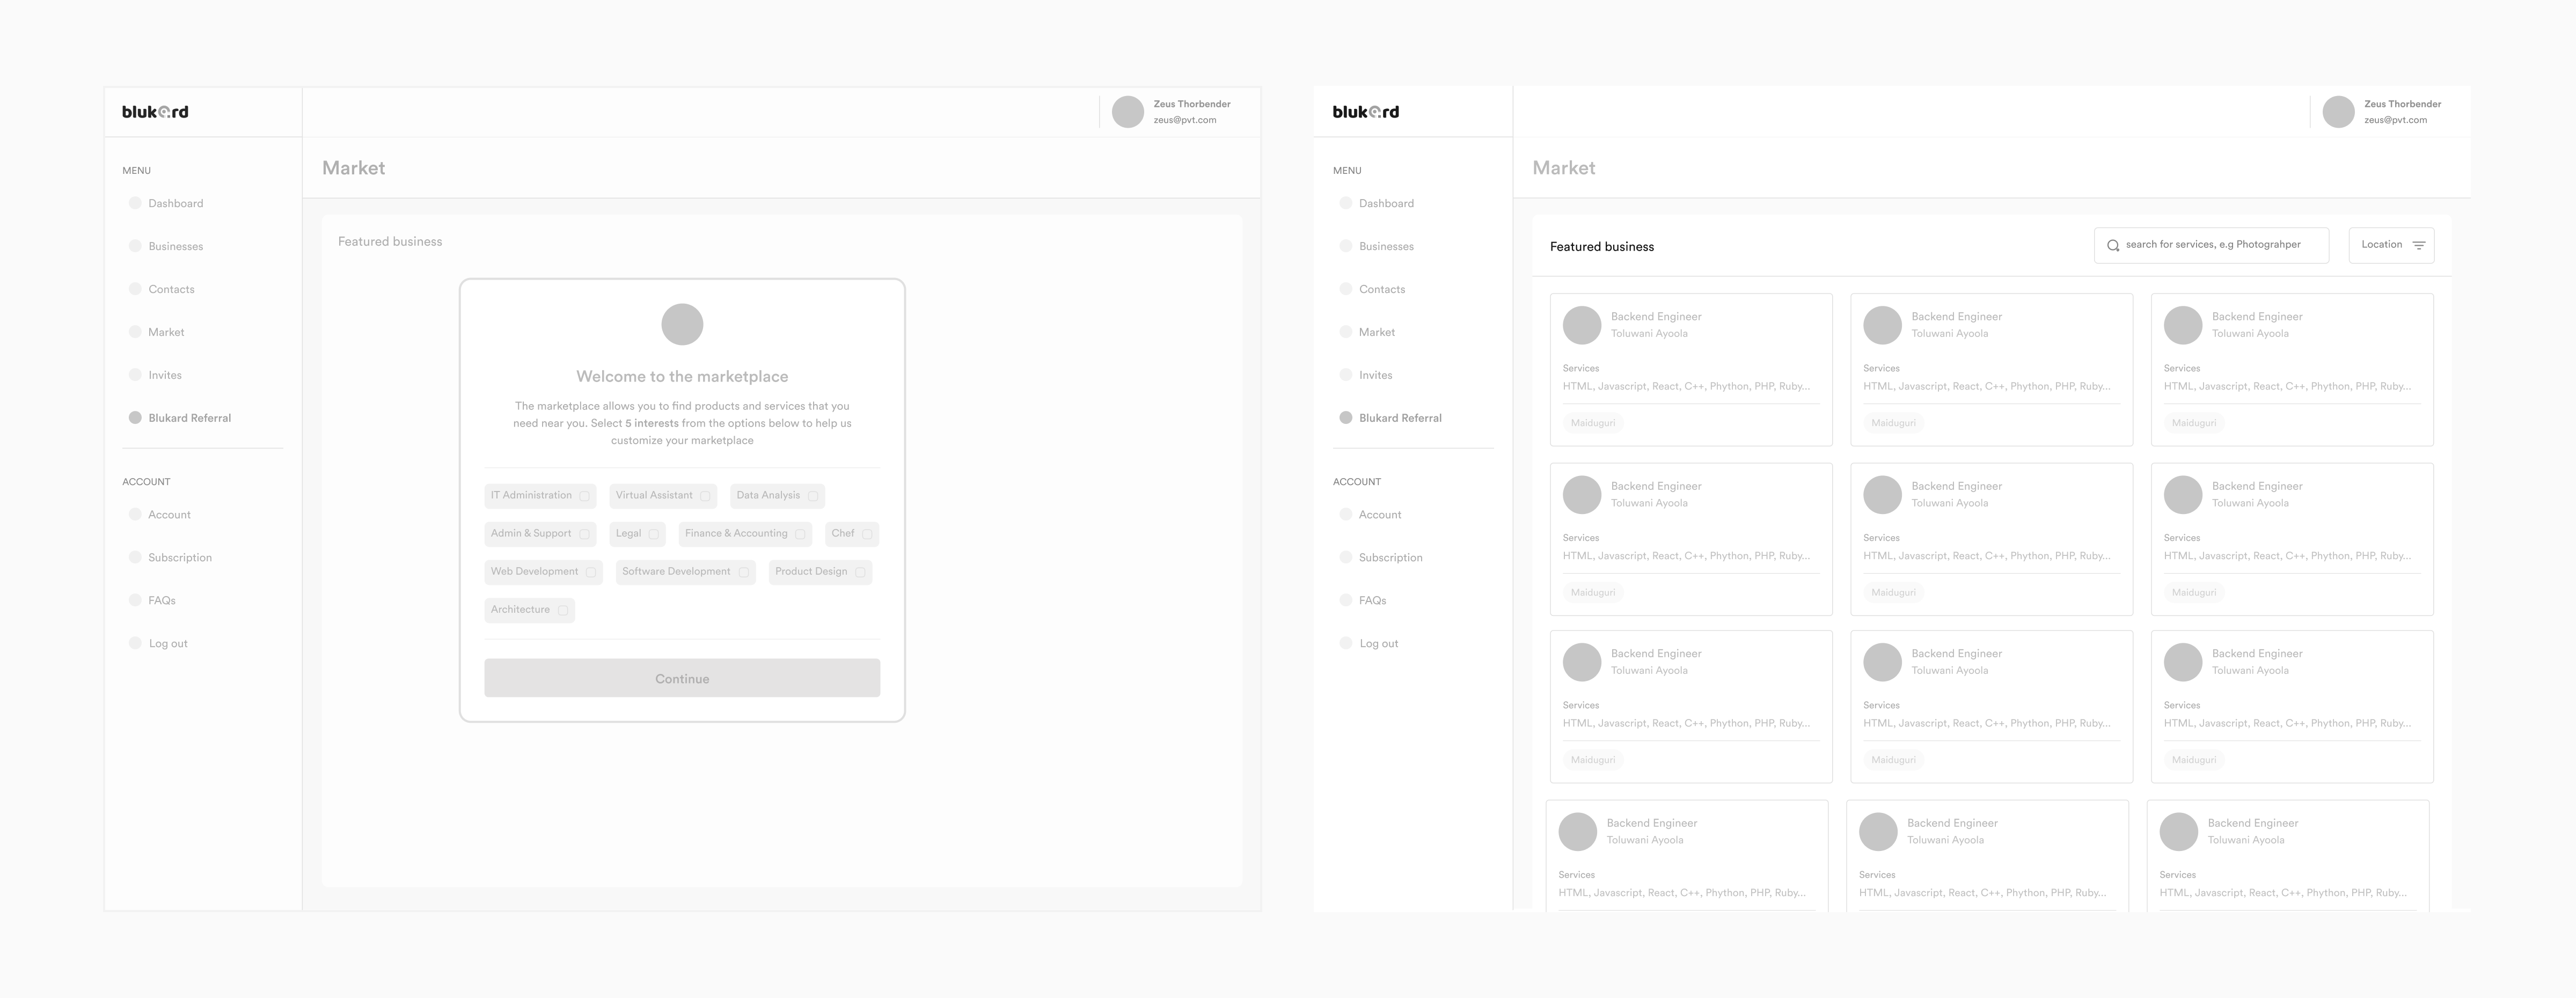 blukard
Zeus Thorbender
zeus@pvt.com
MENU
Dashboard
Businesses
Contacts
Market
Invites
Blukard Referral
ACCOUNT
Account
Subscription
FAQs
Log out
Market
Featured business
Welcome to the marketplace
The marketplace allows you to find products and services that you
need near you. Select 5 interests from the options below to help us
customize your marketplace
IT Administration
Virtual Assistant
Data Analysis
Admin & Support
Legal
Finance & Accounting
Chef
Web Development
Software Development
Product Design
Architecture
Continue
blukard
Zeus Thorbender
zeus@pvt.com
MENU
Dashboard
Businesses
Contacts
Market
Invites
Blukard Referral
ACCOUNT
Account
Subscription
FAQs
Log out
Market
Featured business
search for services, e.g Photograhper
Location
Backend Engineer
Toluwani Ayoola
Services
HTML, Javascript, React, C++, Phython, PHP, Ruby...
Maiduguri
Backend Engineer
Toluwani Ayoola
Services
HTML, Javascript, React, C++, Phython, PHP, Ruby...
Maiduguri
Backend Engineer
Toluwani Ayoola
Services
HTML, Javascript, React, C++, Phython, PHP, Ruby...
Maiduguri
Backend Engineer
Toluwani Ayoola
Services
HTML, Javascript, React, C++, Phython, PHP, Ruby...
Maiduguri
Backend Engineer
Toluwani Ayoola
Services
HTML, Javascript, React, C++, Phython, PHP, Ruby...
Maiduguri
Backend Engineer
Toluwani Ayoola
Services
HTML, Javascript, React, C++, Phython, PHP, Ruby...
Maiduguri
Backend Engineer
Toluwani Ayoola
Services
HTML, Javascript, React, C++, Phython, PHP, Ruby...
Maiduguri
Backend Engineer
Toluwani Ayoola
Services
HTML, Javascript, React, C++, Phython, PHP, Ruby...
Maiduguri
Backend Engineer
Toluwani Ayoola
Services
HTML, Javascript, React, C++, Phython, PHP, Ruby...
Maiduguri
Backend Engineer
Toluwani Ayoola
Services
HTML, Javascript, React, C++, Phython, PHP, Ruby...
Backend Engineer
Toluwani Ayoola
Services
HTML, Javascript, React, C++, Phython, PHP, Ruby...
Backend Engineer
Toluwani Ayoola
Services
HTML, Javascript, React, C++, Phython, PHP, Ruby...